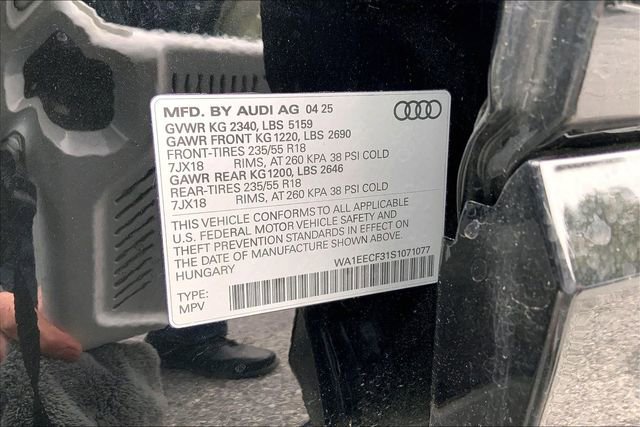 MFD. BY AUDI AG 04 25
GVWR KG 2340, LBS 5159
GAWR FRONT KG 1220, LBS 2690
FRONT-TIRES 235/55 R18
7JX18 RIMS, AT 260 KPA 38 PSI COLD
GAWR REAR KG1200, LBS 2646
REAR-TIRES 235/55 R18
7JX18 RIMS, AT 260 KPA 38 PSI COLD
THIS VEHICLE CONFORMS TO ALL APPLICABLE
U.S. FEDERAL MOTOR VEHICLE SAFETY AND
THEFT PREVENTION STANDARDS IN EFFECT ON
THE DATE OF MANUFACTURE SHOWN ABOVE.
HUNGARY
WA1EECF31S1071077
TYPE:
MPV